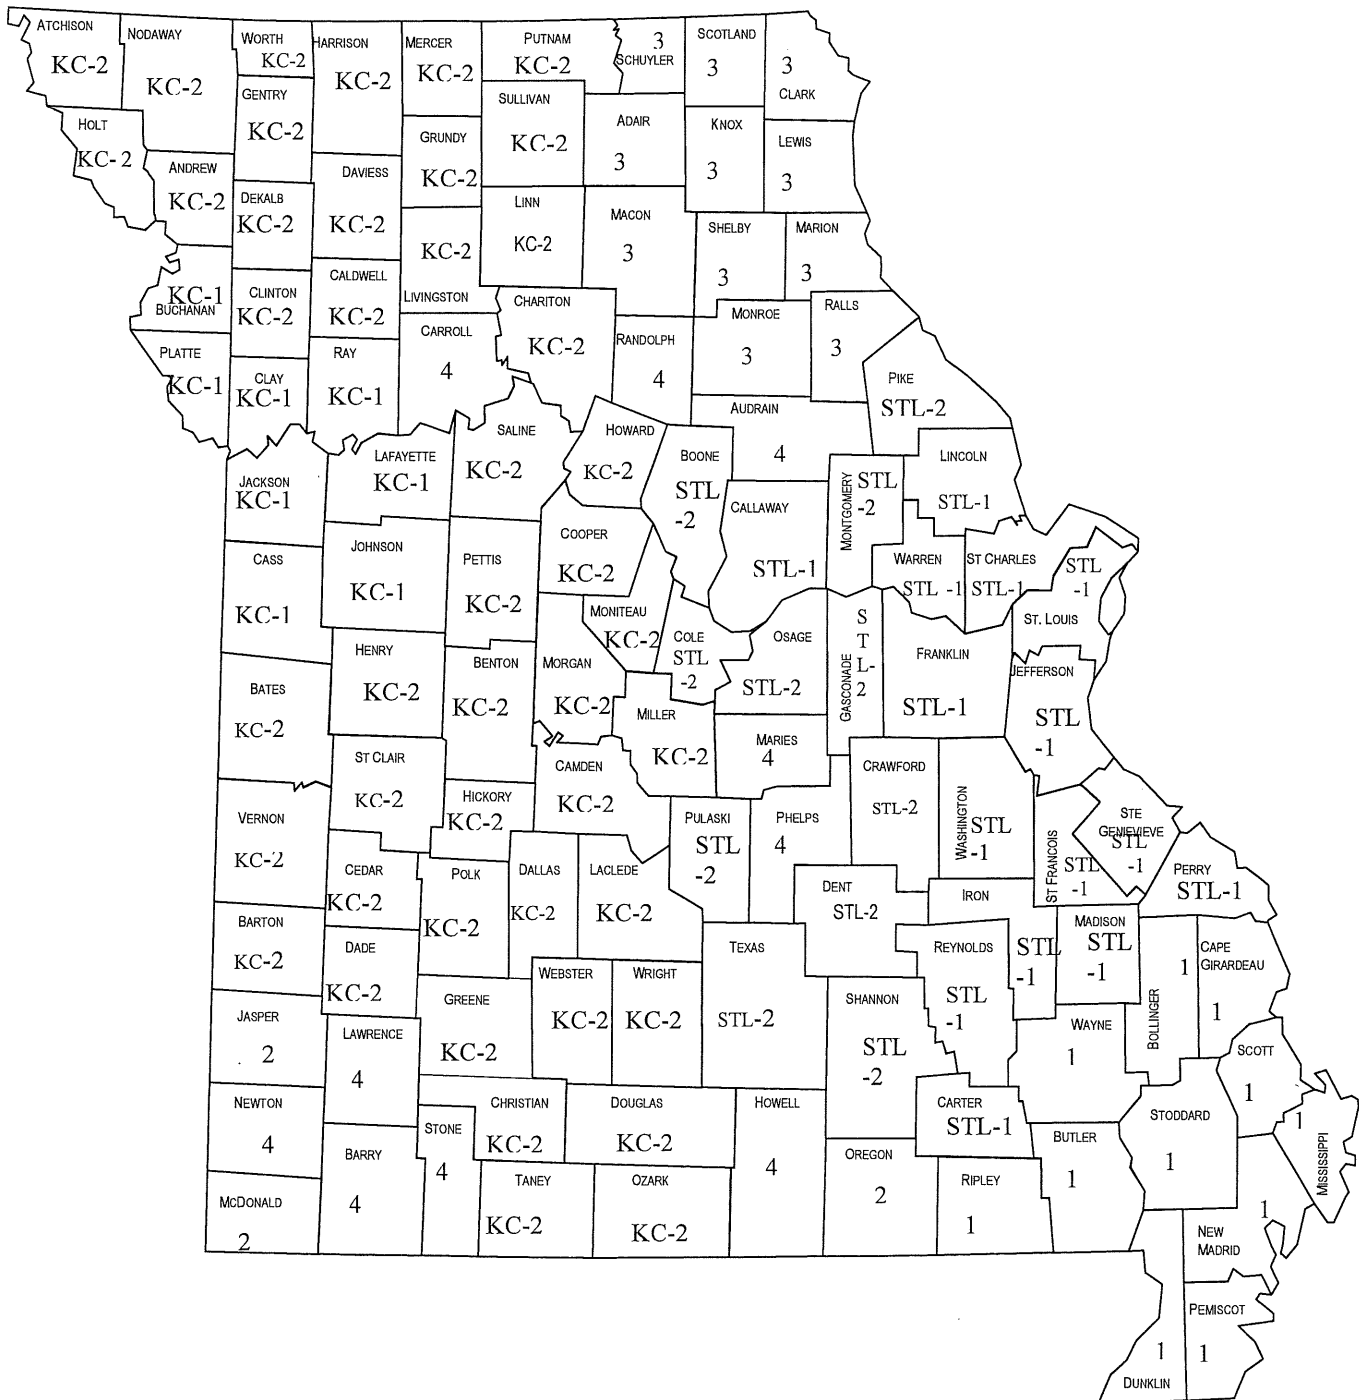 ATCHISON
KC-2
NODAWAY
KC-2
WORTH
KC-2
HARRISON
KC-2
MERCER
KC-2
PUTNAM
KC-2
3
SCHUYLER
SCOTLAND
3
3
CLARK
HOLT
KC-2
GENTRY
KC-2
SULLIVAN
KC-2
ADAIR
3
KNOX
3
LEWIS
3
GRUNDY
KC-2
ANDREW
KC-2
DEKALB
KC-2
DAVIESS
KC-2
KC-2
LIVINGSTON
LINN
KC-2
MACON
3
SHELBY
3
MARION
3
KC-1
BUCHANAN
CLINTON
KC-2
CALDWELL
KC-2
CHARITON
KC-2
MONROE
3
RALLS
3
PLATTE
KC-1
CLAY
KC-1
RAY
KC-1
CARROLL
4
RANDOLPH
4
PIKE
STL-2
AUDRAIN
4
JACKSON
KC-1
LAFAYETTE
KC-1
SALINE
KC-2
HOWARD
KC-2
BOONE
STL
-2
CALLAWAY
STL-1
MONTGOMERY
STL
-2
LINCOLN
STL-1
CASS
KC-1
JOHNSON
KC-1
PETTIS
KC-2
COOPER
KC-2
WARREN
STL -1
ST CHARLES
STL-1
STL
-1
ST. LOUIS
MONITEAU
KC-2
COLE
STL
-2
OSAGE
STL-2
GASCONADE
S
T
L-
2
FRANKLIN
STL-1
JEFFERSON
STL
-1
BATES
KC-2
HENRY
KC-2
BENTON
KC-2
MORGAN
KC-2
MILLER
KC-2
MARIES
4
ST CLAIR
KC-2
HICKORY
KC-2
CAMDEN
KC-2
CRAWFORD
STL-2
WASHINGTON
STL
-1
ST FRANCOIS
STL
-1
STE
GENIEVIEVE
STL
-1
VERNON
KC-2
CEDAR
KC-2
POLK
KC-2
DALLAS
KC-2
LACLEDE
KC-2
PULASKI
STL
-2
PHELPS
4
DENT
STL-2
IRON
STL
-1
PERRY
STL-1
BARTON
KC-2
DADE
KC-2
TEXAS
STL-2
REYNOLDS
STL
-1
MADISON
STL
-1
1
BOLLINGER
CAPE
GIRARDEAU
1
JASPER
2
LAWRENCE
4
GREENE
KC-2
WEBSTER
KC-2
WRIGHT
KC-2
SHANNON
STL
-2
WAYNE
1
SCOTT
1
NEWTON
4
BARRY
4
STONE
4
CHRISTIAN
KC-2
DOUGLAS
KC-2
HOWELL
4
CARTER
STL-1
BUTLER
1
STODDARD
1
1
MISSISSIPPI
MCDONALD
2
TANEY
KC-2
OZARK
KC-2
OREGON
2
RIPLEY
1
1
NEW
MADRID
PEMISCOT
1
1
DUNKLIN